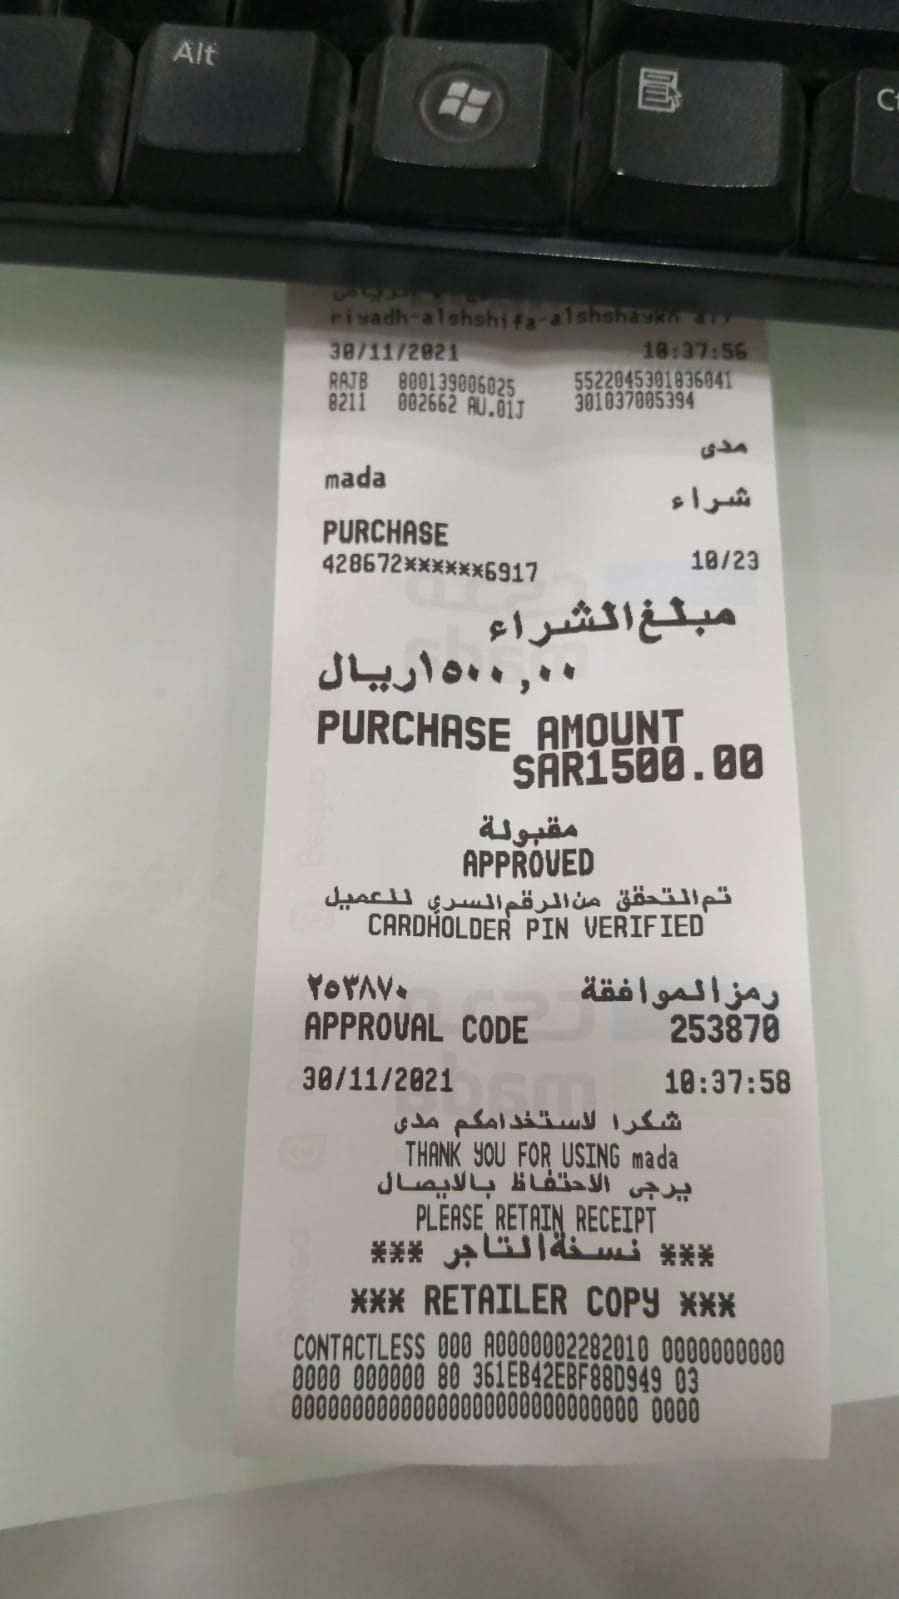 Alt
riyadh-alshshifa-alshshaykh
30/11/2021 10:37:56
RAJB 800139006025 5522045301836041
8211 002662 AU.01J 301037005394
مدى
mada
شراء
PURCHASE
428672******6917 10/23
مبلغ الشراء
١٥٠٠,٠٠ ريال
PURCHASE AMOUNT
SAR1500.00
مقبولة
APPROVED
تم التحقق من الرقم السري للعميل
CARDHOLDER PIN VERIFIED
رمز الموافقة ٢٥٣٨٧٠
APPROVAL CODE 253870
30/11/2021 10:37:58
شكرا لاستخدامكم مدى
THANK YOU FOR USING mada
يرجى الاحتفاظ بالايصال
PLEASE RETAIN RECEIPT
*** نسخة التاجر ***
*** RETAILER COPY ***
CONTACTLESS 000 A0000002282010 0000000000
0000 000000 80 361EB42EBF88D949 03
0000000000000000000000000000 0000